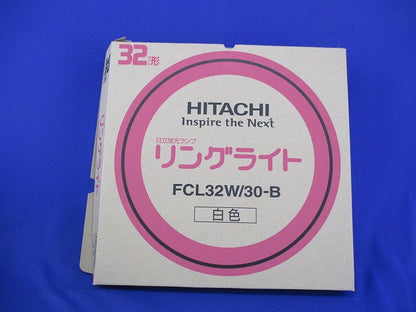 32形
HITACHI
Inspire the Next
日立蛍光ランプ
リングライト
FCL32W/30-B
白色